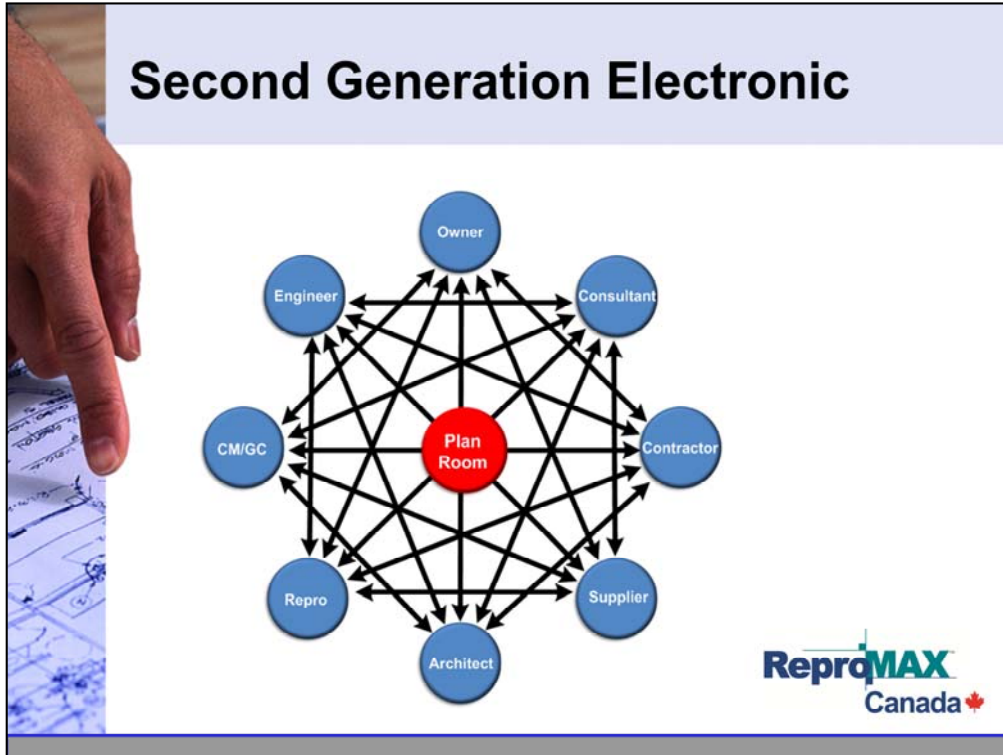 Second Generation Electronic
Owner
Engineer
Consultant
CM/GC
Plan
Room
Contractor
Repro
Supplier
Architect
ReproMAX
Canada